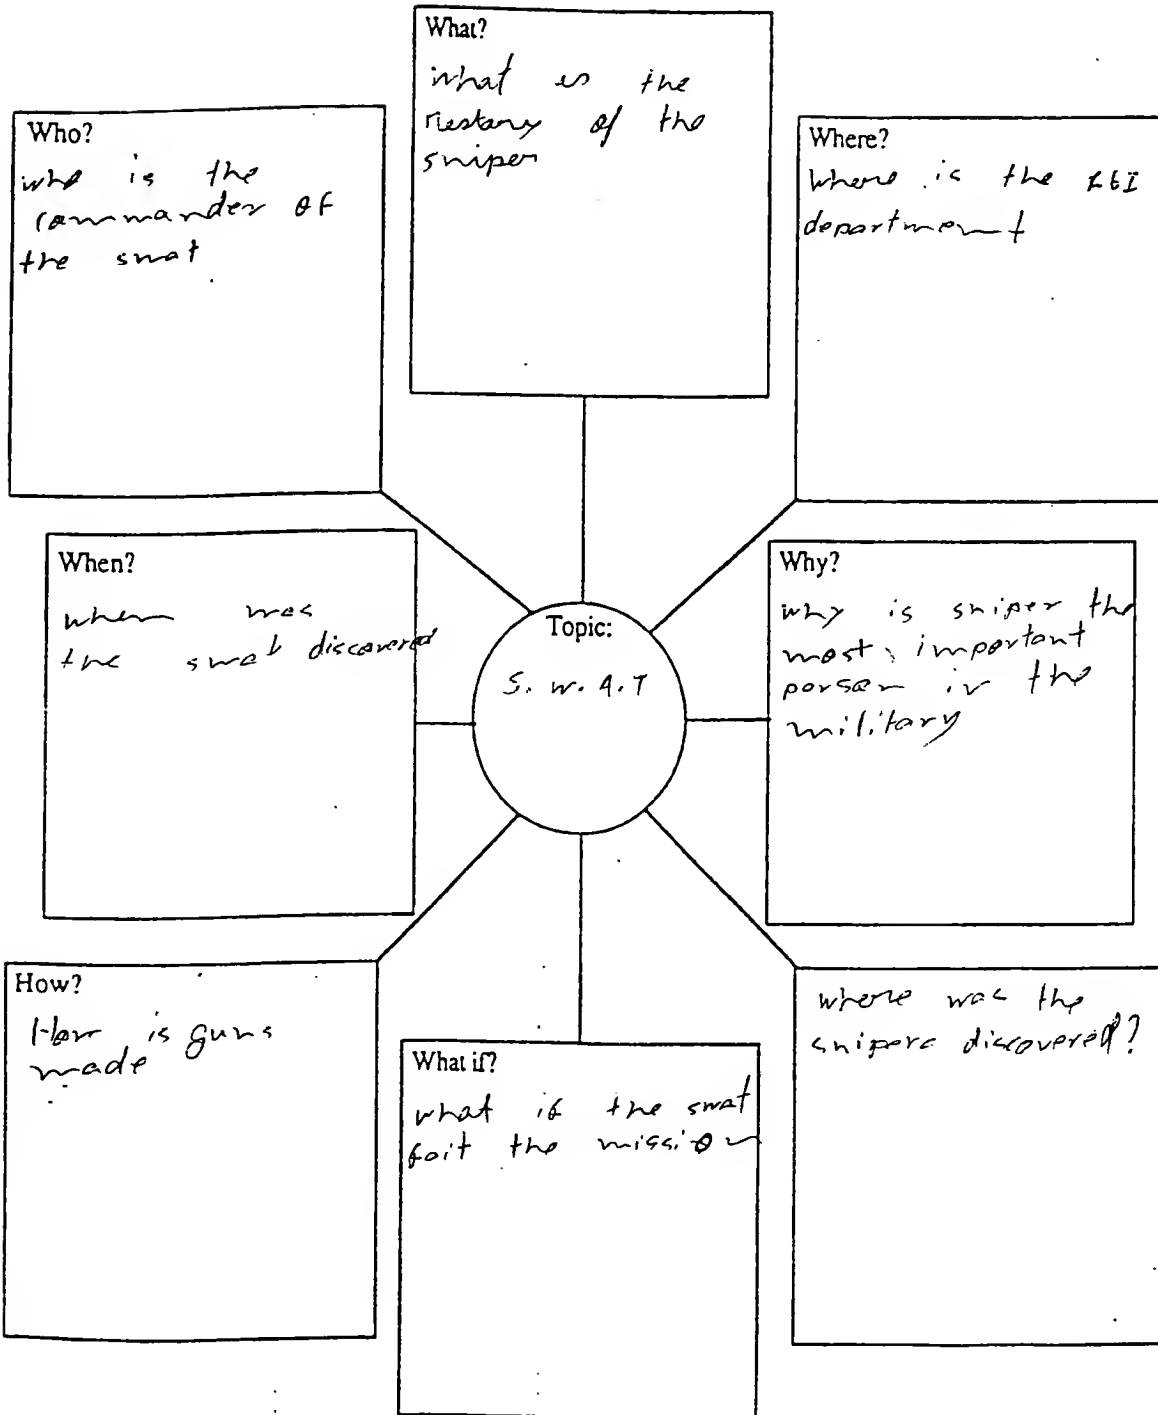 What?
what is the
of the
sniper
Who?
who is the
commander of
the swat
Where?
Where is the
department
When?
when was
the swat discovered
Topic:
S. W. A. T
Why?
why is sniper the
most important
person in the
military
How?
How is guns
made
What if?
what if the swat
the mission
where was the
snipers discovered?